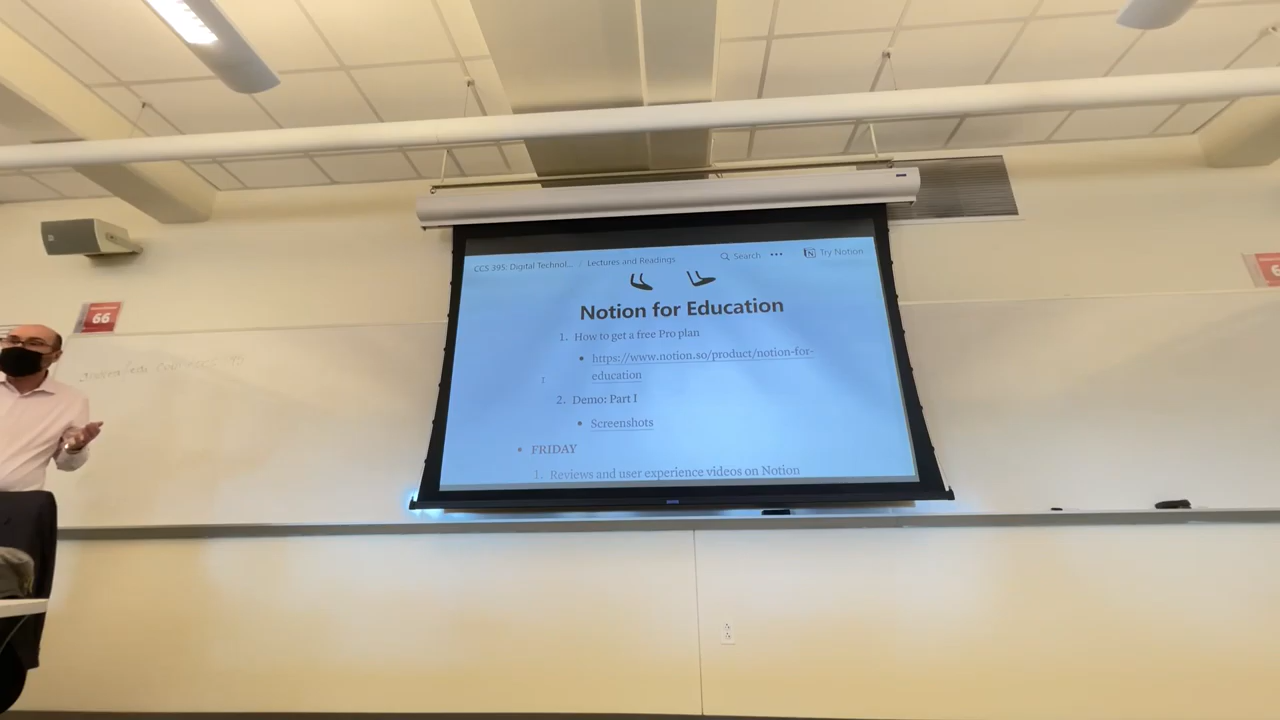 CCS 395: Digital Technol... / Lectures and Readings
Search
Try Notion
Notion for Education
1. How to get a free Pro plan
• https://www.notion.so/product/notion-for-
education
2. Demo: Part I
• Screenshots
• FRIDAY
1. Reviews and user experience videos on Notion
66
6